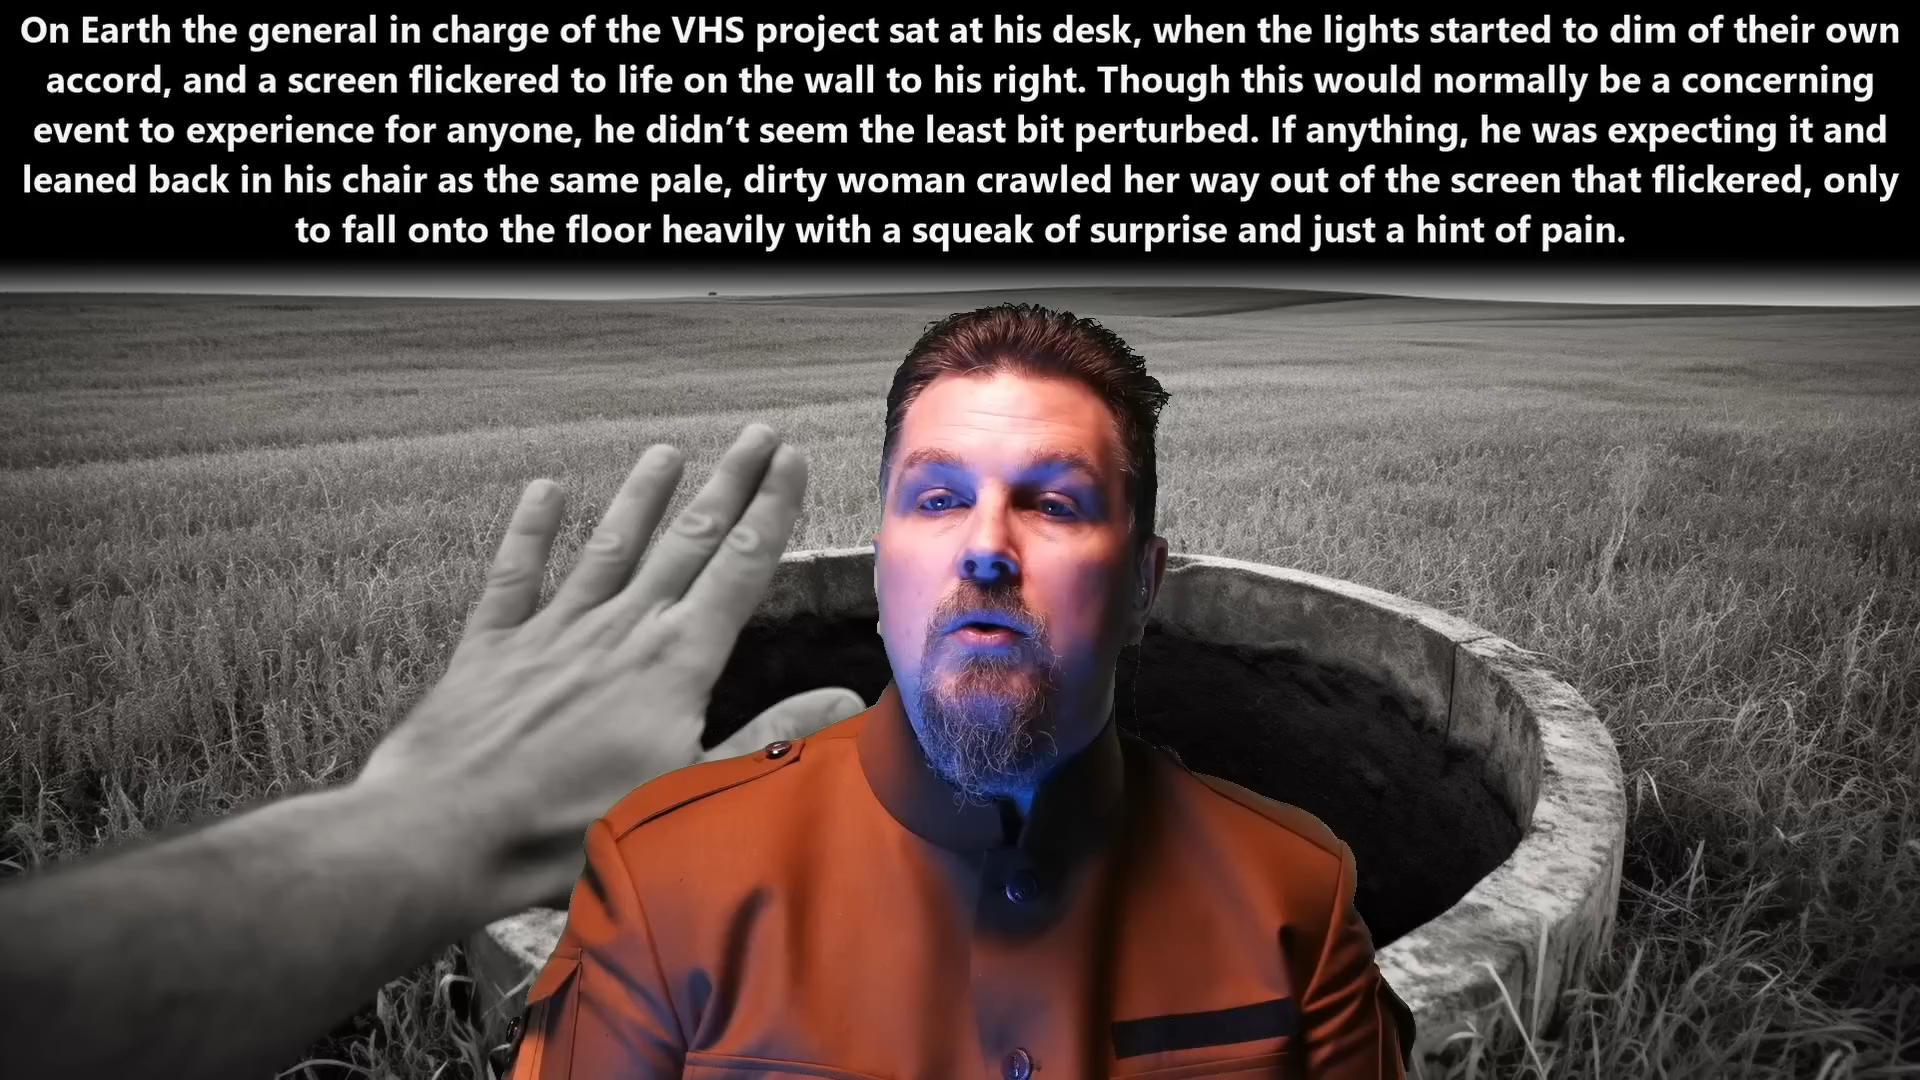 On Earth the general in charge of the VHS project sat at his desk, when the lights started to dim of their own
accord, and a screen flickered to life on the wall to his right. Though this would normally be a concerning
event to experience for anyone, he didn’t seem the least bit perturbed. If anything, he was expecting it and
leaned back in his chair as the same pale, dirty woman crawled her way out of the screen that flickered, only
to fall onto the floor heavily with a squeak of surprise and just a hint of pain.